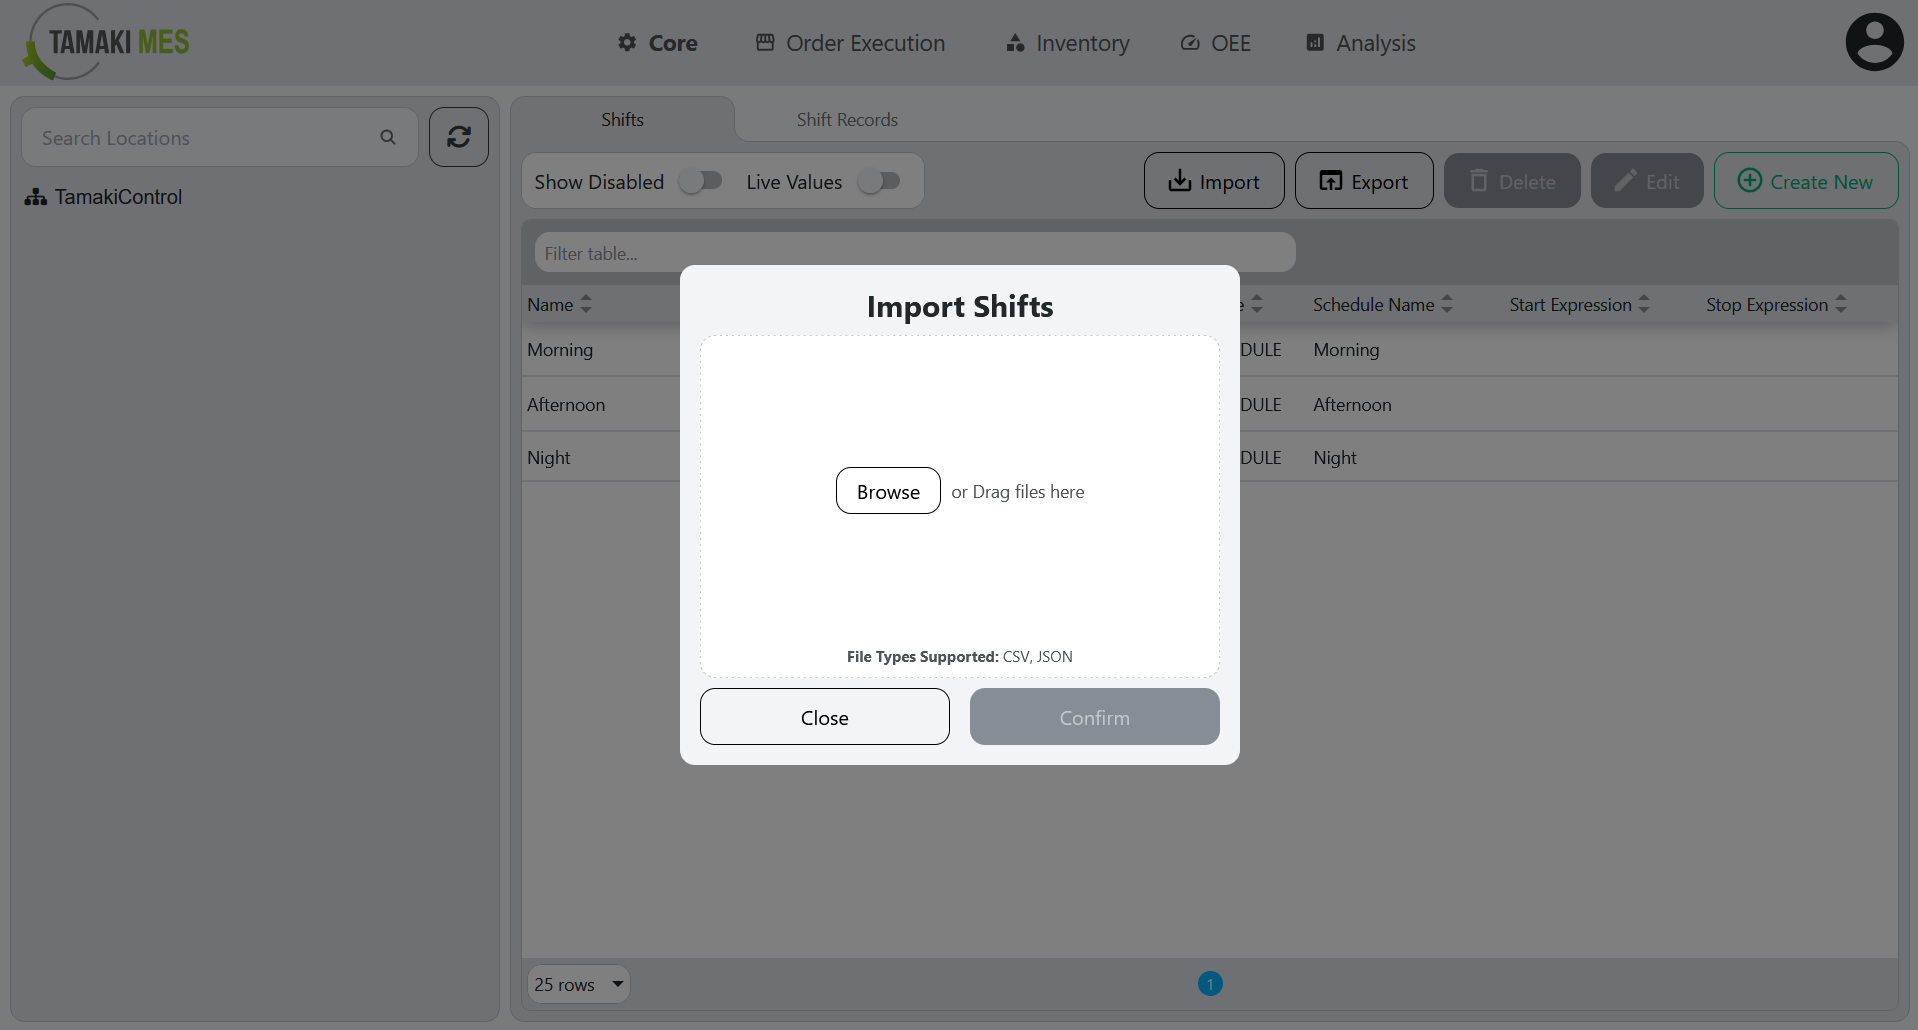 TAMAKI MES
Core
Order Execution
Inventory
OEE
Analysis
Search Locations
TamakiControl
Shifts
Shift Records
Show Disabled
Live Values
Import
Export
Delete
Edit
Create New
Filter table...
Name
e
Schedule Name
Start Expression
Stop Expression
Morning
DULE
Morning
Afternoon
DULE
Afternoon
Night
DULE
Night
Import Shifts
Browse
or Drag files here
File Types Supported: CSV, JSON
Close
Confirm
25 rows
1